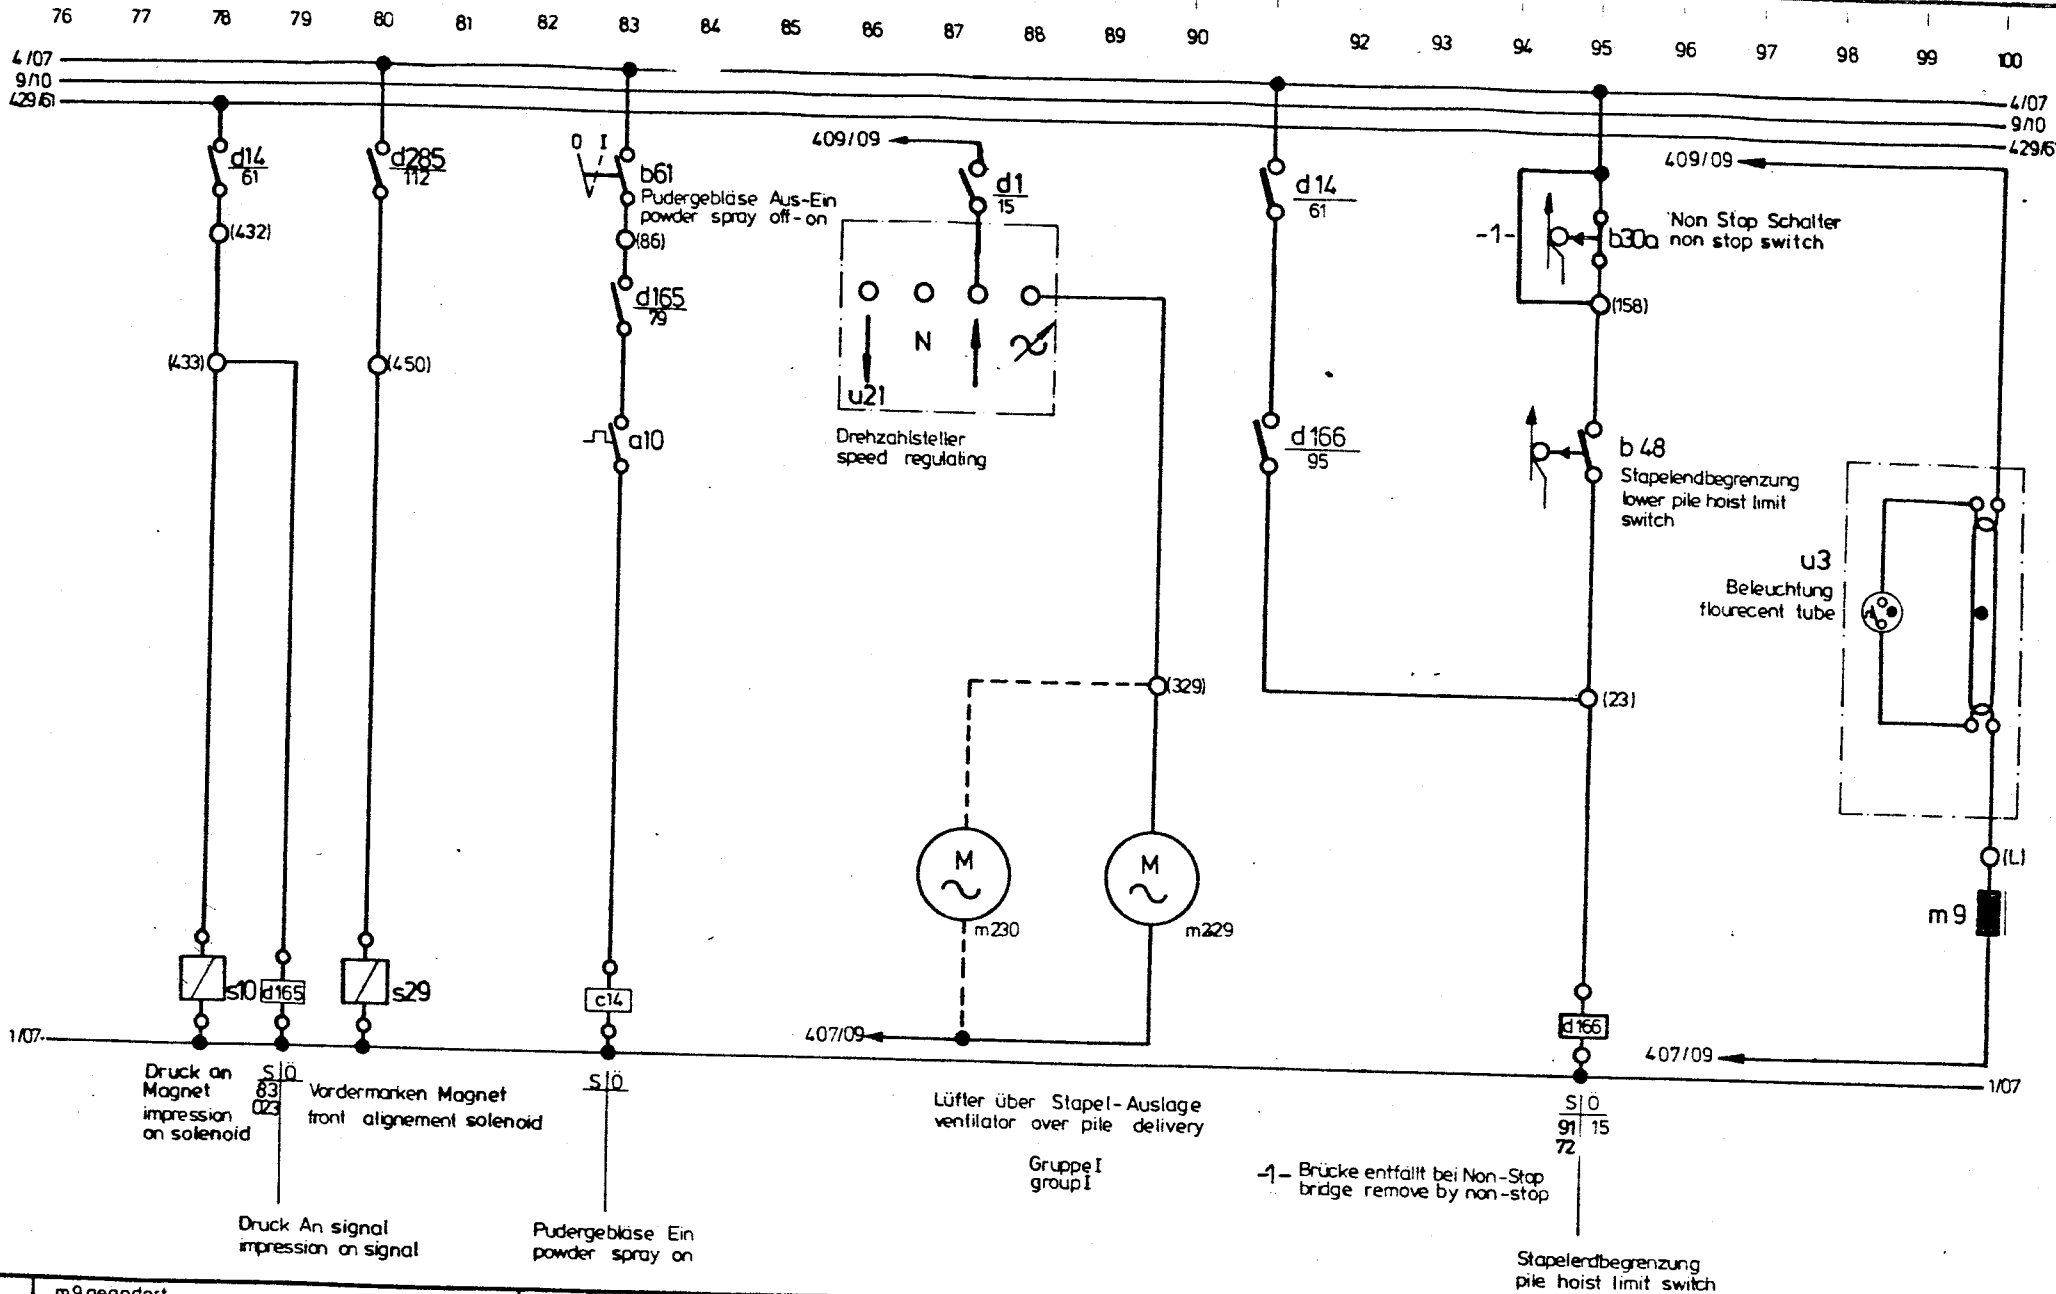 76 77 78 79 80 81 82 83 84 85 86 87 88 89 90 92 93 94 95 96 97 98 99 100
4/07
9/10
429/61
4/07
9/10
429/61
d14
61
(432)
(433)
d285
112
(450)
O I
b61
Pudergebläse Aus-Ein
powder spray off-on
(86)
d165
79
a10
409/09
d1
15
N
u21
Drehzahlsteller
speed regulating
d14
61
d166
95
-1-
b30a
Non Stop Schalter
non stop switch
(158)
b48
Stapelendbegrenzung
lower pile hoist limit
switch
409/09
u3
Beleuchtung
flourecent tube
(329)
(23)
M
m230
M
m229
(L)
m9
s10
d165
s29
c14
d166
1/07
407/09
407/09
1/07
Druck an
Magnet
impression
on solenoid
S Ö
83
023
Vordermarken Magnet
front alignement solenoid
S Ö
Lüfter über Stapel-Auslage
ventilator over pile delivery
Gruppe I
group I
S Ö
91 15
72
-1- Brücke entfällt bei Non-Stop
bridge remove by non-stop
Druck An signal
impression on signal
Pudergebläse Ein
powder spray on
Stapelendbegrenzung
pile hoist limit switch
m9 geändert